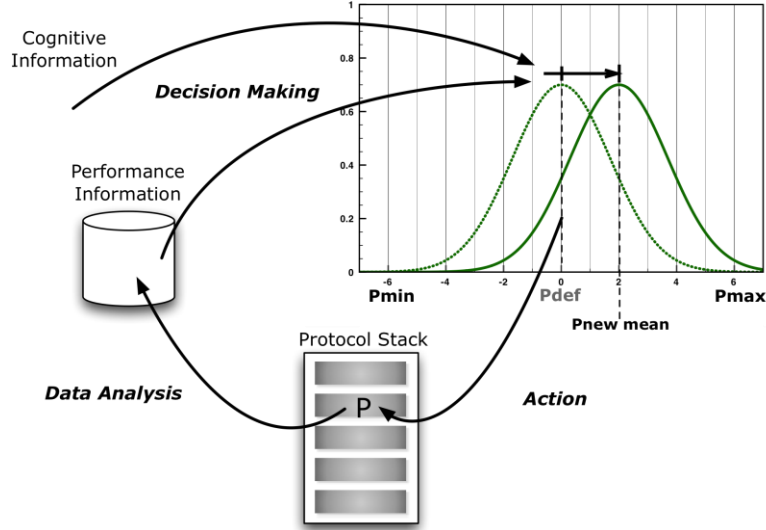 Cognitive
Information
Decision Making
Performance
Information
1
0.8
0.6
0.4
0.2
0
-6 -4 -2 0 2 4 6
Pmin Pdef Pmax
Pnew mean
Protocol Stack
P
Data Analysis
Action